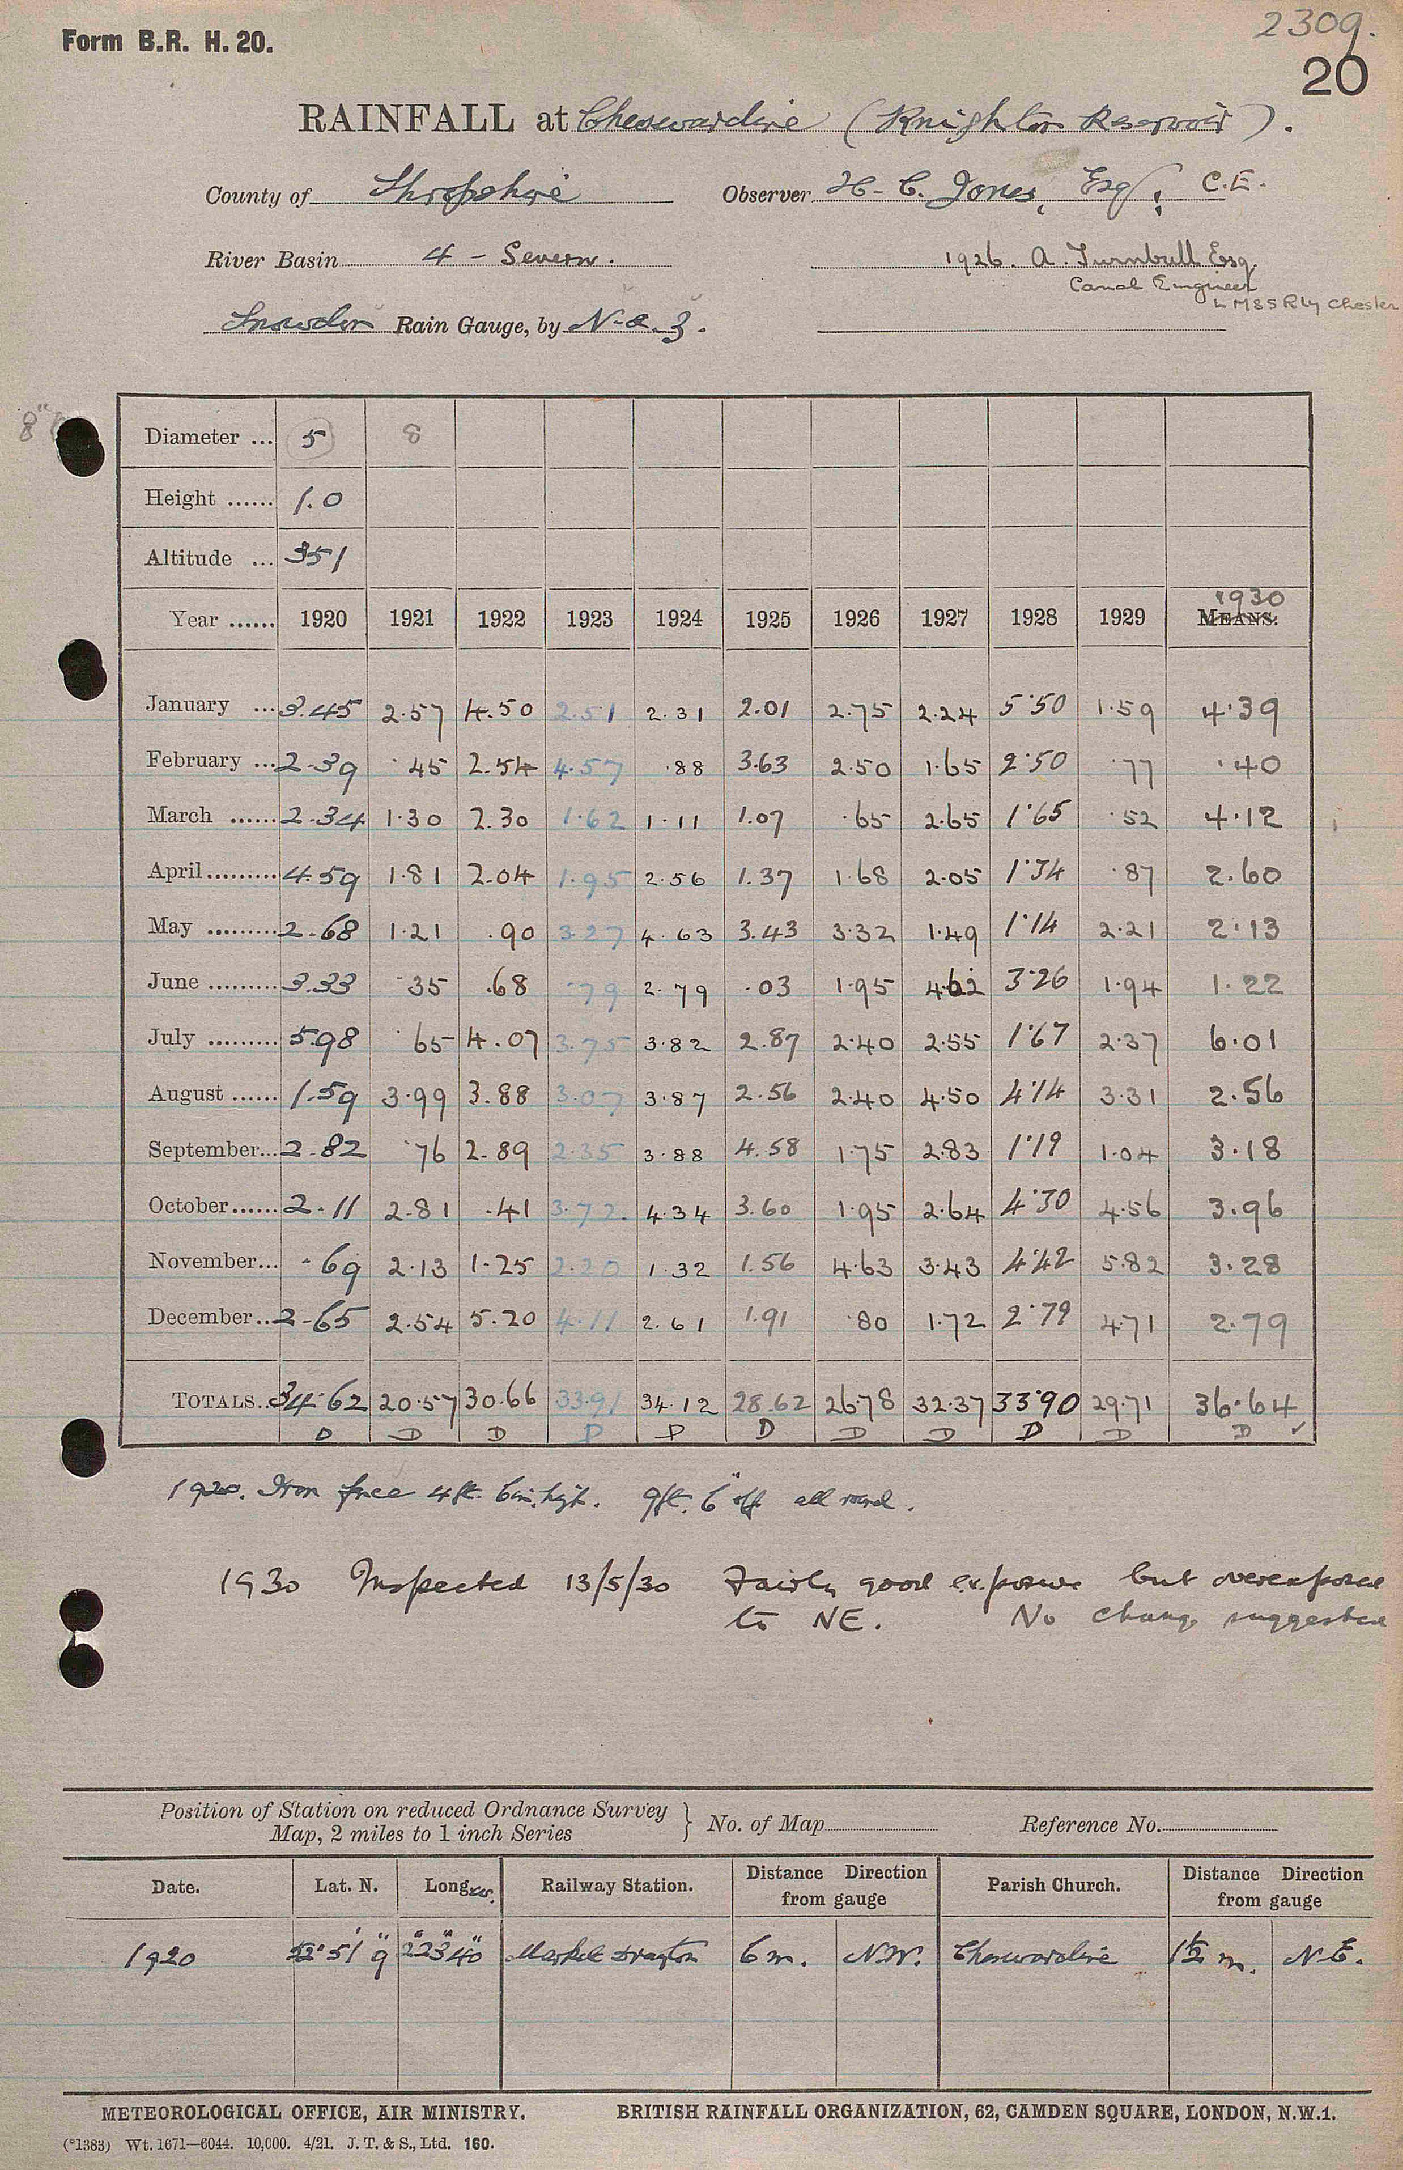 2309.
Form B.R. H. 20.
20
RAINFALL at Cheswardine (Knighton Reservoir).
County of Shropshire Observer H. C. Jones, Esq., C.E.
River Basin 4 - Severn. 1926. A. Turnbull Esq.
Canal Engineer
L M & S Rly Chester
Snowdon Rain Gauge, by N & Z.
8"
Diameter ... 5 8
Height ...... 1.0
Altitude ... 351
1930
Year ...... 1920 1921 1922 1923 1924 1925 1926 1927 1928 1929 MEANS.
January ... 3.45 2.57 4.50 2.51 2.31 2.01 2.75 2.24 5.50 1.59 4.39
February ... 2.39 .45 2.54 4.57 .88 3.63 2.50 1.65 2.50 .77 .40
March ...... 2.34 1.30 2.30 1.62 1.11 1.07 .65 2.65 1.65 .52 4.12
April ......... 4.59 1.81 2.04 1.95 2.56 1.37 1.68 2.05 1.34 .87 2.60
May ......... 2.68 1.21 .90 3.27 4.63 3.43 3.32 1.49 1.14 2.21 2.13
June ......... 3.33 .35 .68 .79 2.79 .03 1.95 4.62 3.26 1.94 1.22
July ......... 5.98 .65 4.07 3.75 3.82 2.87 2.40 2.55 1.67 2.37 6.01
August ...... 1.59 3.99 3.88 3.07 3.87 2.56 2.40 4.50 4.14 3.31 2.56
September... 2.82 .76 2.89 2.35 3.88 4.58 1.75 2.83 1.19 1.04 3.18
October...... 2.11 2.81 .41 3.72 4.34 3.60 1.95 2.64 4.30 4.56 3.96
November... .69 2.13 1.25 2.20 1.32 1.56 4.63 3.43 4.42 5.82 3.28
December... 2.65 2.54 5.20 4.11 2.61 1.91 .80 1.72 2.79 4.71 2.79
TOTALS.. 34.62 20.57 30.66 33.91 34.12 28.62 26.78 32.37 33.90 29.71 36.64
D D D D D D D D D D D ✓
1920. Iron fence 4ft. 6in. high. 9ft. 6" off all round.
1930 Inspected 13/5/30 Fairly good exposure but overexposed
to NE. No change suggested
Position of Station on reduced Ordnance Survey
Map, 2 miles to 1 inch Series } No. of Map Reference No.
Date. Lat. N. Long. W. Railway Station. Distance Direction from gauge Parish Church. Distance Direction from gauge
1920 52° 51' 9" 2° 23' 40" Market Drayton 6 m. N.W. Cheswardine 1½ m. N.E.
METEOROLOGICAL OFFICE, AIR MINISTRY. BRITISH RAINFALL ORGANIZATION, 62, CAMDEN SQUARE, LONDON, N.W.1.
(*1383) Wt. 1671—6044. 10,000. 4/21. J. T. & S., Ltd. 160.